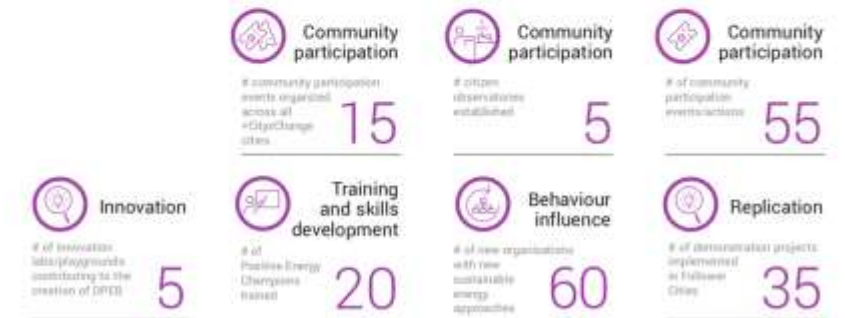 Community
participation
# community participation
events organized
across all
+CityxChange
cities
15
Community
participation
# citizen
observatories
established
5
Community
participation
# of community
participation
events/actions
55
Innovation
# of innovation
labs/playgrounds
contributing to the
creation of DPEB
5
Training
and skills
development
# of
Positive Energy
Champions
trained
20
Behaviour
influence
# of new organisations
with new
sustainable
energy
approaches
60
Replication
# of demonstration projects
implemented
in Follower
Cities
35